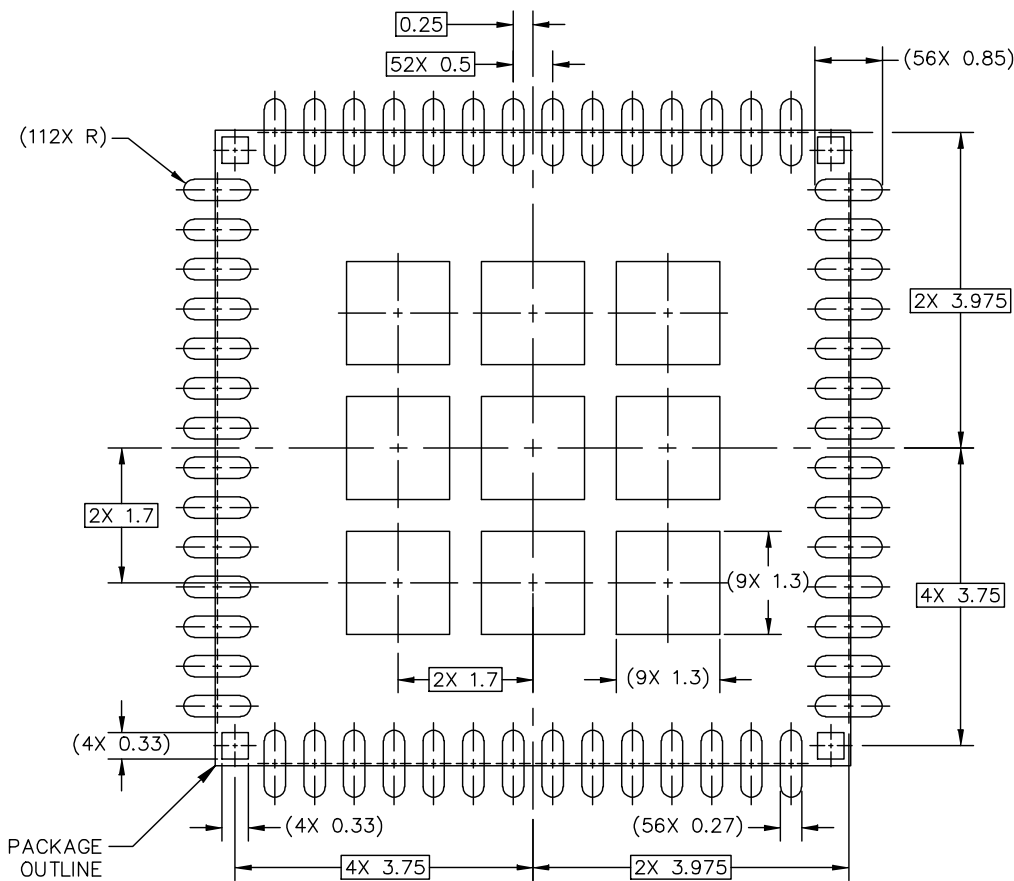 0.25
52X 0.5
(56X 0.85)
(112X R)
2X 3.975
2X 1.7
(9X 1.3)
4X 3.75
2X 1.7
(9X 1.3)
(4X 0.33)
(4X 0.33)
(56X 0.27)
PACKAGE
OUTLINE
4X 3.75
2X 3.975